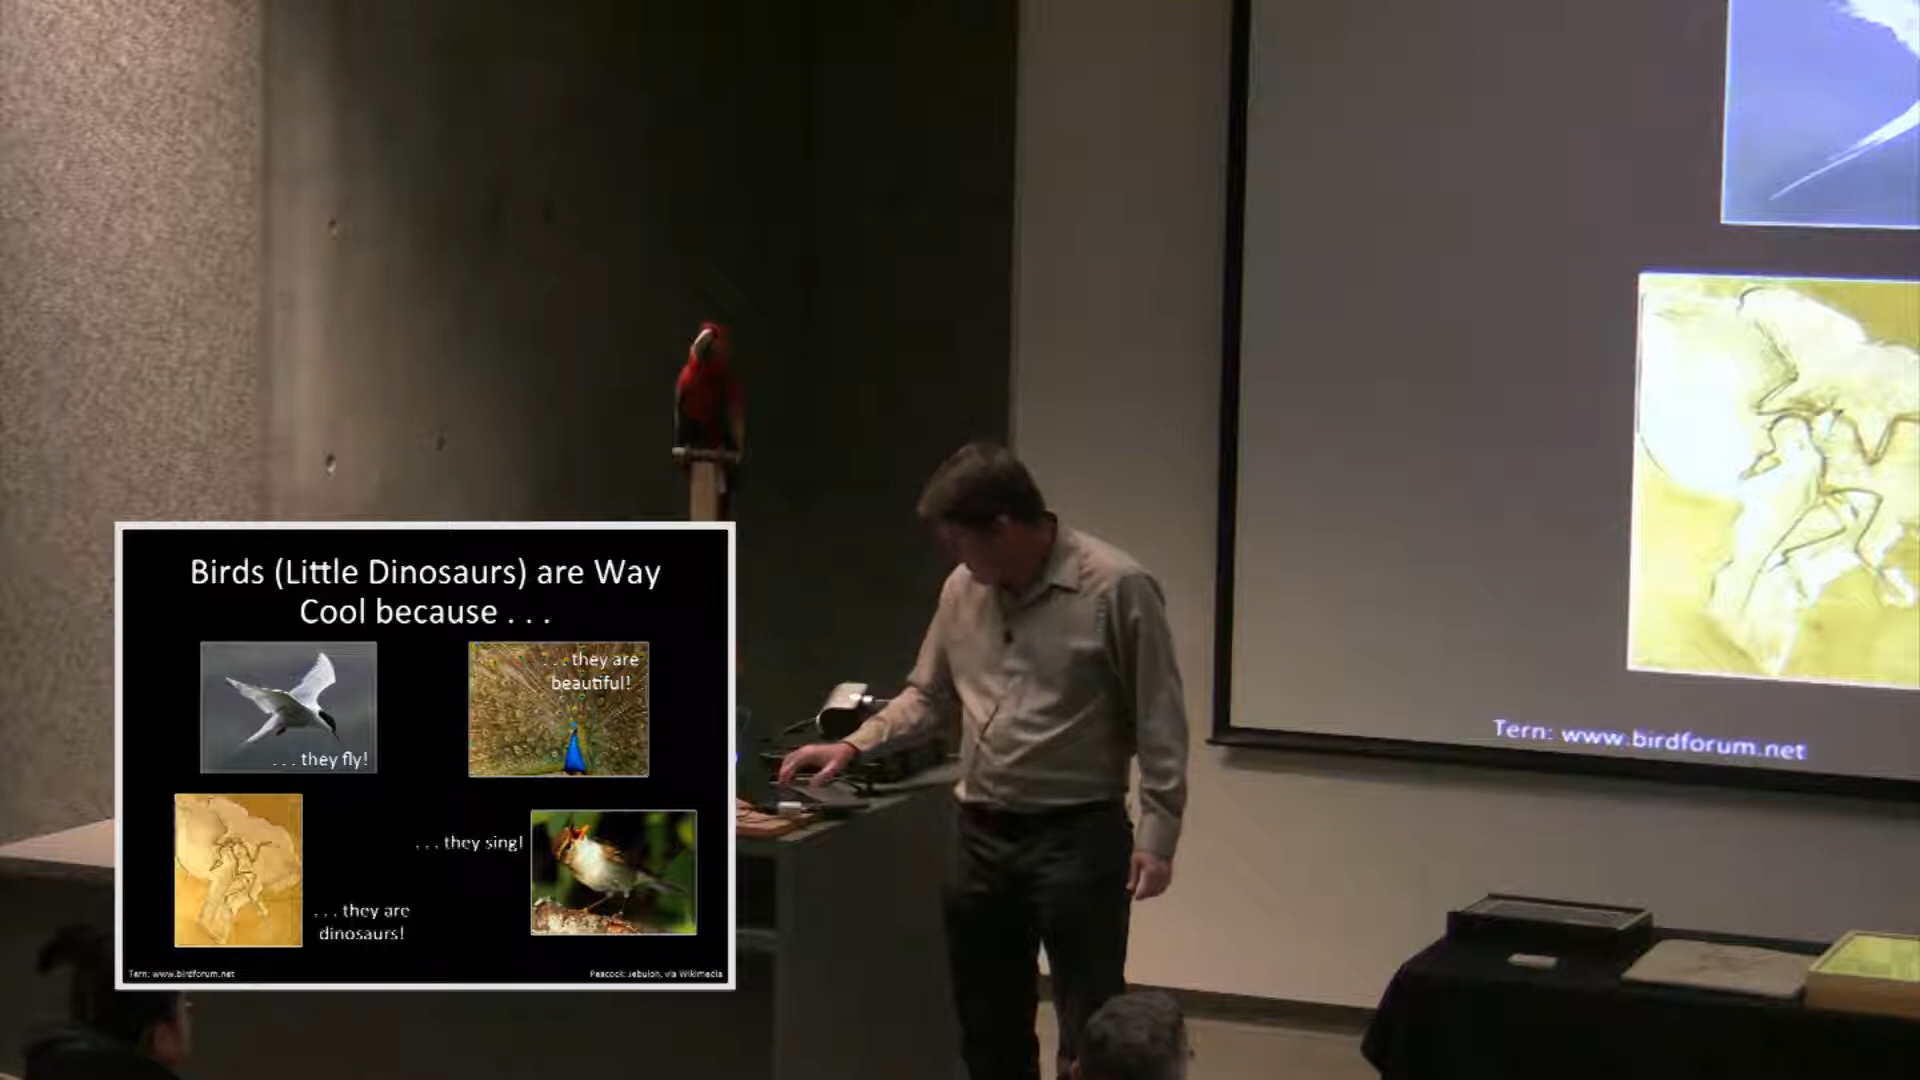 Birds (Little Dinosaurs) are Way
Cool because . . .
. . . they fly!
. . . they are
beautiful!
. . . they sing!
. . . they are
dinosaurs!
Tern: www.birdforum.net
Peacock: Jebulon, via Wikimedia
Tern: www.birdforum.net